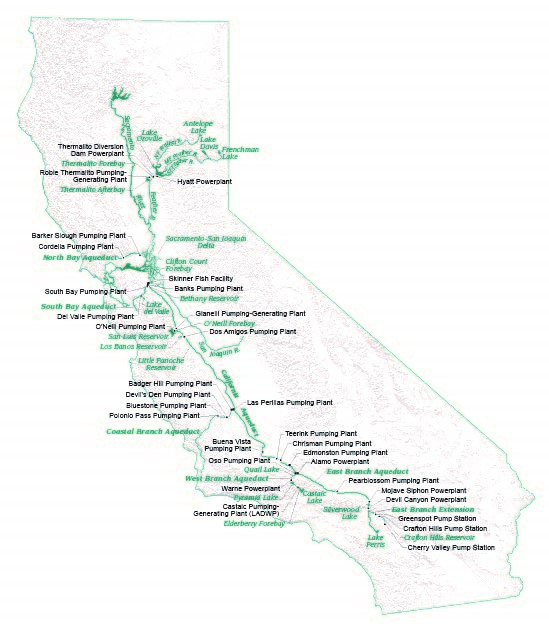 Sacramento
River
Lake
Oroville
Antelope
Lake
Lake
Davis
Frenchman
Lake
Thermalito Diversion
Dam Powerplant
Thermalito Forebay
Robie Thermalito Pumping-
Generating Plant
Thermalito Afterbay
Hyatt Powerplant
Feather R.
Barker Slough Pumping Plant
Cordelia Pumping Plant
North Bay Aqueduct
Sacramento-San Joaquin
Delta
Clifton Court
Forebay
Skinner Fish Facility
South Bay Pumping Plant
Banks Pumping Plant
Bethany Reservoir
South Bay Aqueduct
Lake
del Valle
Del Valle Pumping Plant
Gianelli Pumping-Generating Plant
O'Neill Forebay
O'Neill Pumping Plant
Dos Amigos Pumping Plant
San Luis Reservoir
Los Banos Reservoir
San Joaquin R.
Little Panoche
Reservoir
California Aqueduct
Badger Hill Pumping Plant
Devil's Den Pumping Plant
Bluestone Pumping Plant
Las Perillas Pumping Plant
Polonio Pass Pumping Plant
Coastal Branch Aqueduct
Teerink Pumping Plant
Buena Vista
Pumping Plant
Chrisman Pumping Plant
Edmonston Pumping Plant
Oso Pumping Plant
Alamo Powerplant
Quail Lake
East Branch Aqueduct
West Branch Aqueduct
Pearblossom Pumping Plant
Warne Powerplant
Mojave Siphon Powerplant
Pyramid Lake
Castaic
Lake
Devil Canyon Powerplant
Castaic Pumping-
Generating Plant (LADWP)
Silverwood
Lake
East Branch Extension
Greenspot Pump Station
Elderberry Forebay
Crafton Hills Pump Station
Lake
Perris
Crafton Hills Reservoir
Cherry Valley Pump Station